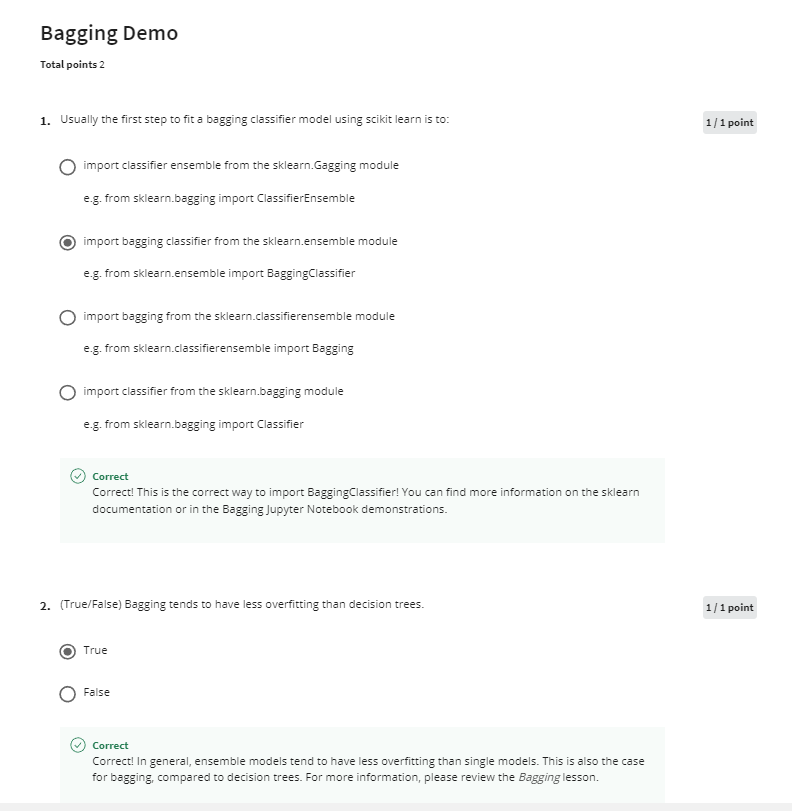 Bagging Demo
Total points 2
1. Usually the first step to fit a bagging classifier model using scikit learn is to:
1 / 1 point
import classifier ensemble from the sklearn.Gagging module
e.g. from sklearn.bagging import ClassifierEnsemble
import bagging classifier from the sklearn.ensemble module
e.g. from sklearn.ensemble import BaggingClassifier
import bagging from the sklearn.classifierensemble module
e.g. from sklearn.classifierensemble import Bagging
import classifier from the sklearn.bagging module
e.g. from sklearn.bagging import Classifier
Correct
Correct! This is the correct way to import BaggingClassifier! You can find more information on the sklearn
documentation or in the Bagging Jupyter Notebook demonstrations.
2. (True/False) Bagging tends to have less overfitting than decision trees.
1 / 1 point
True
False
Correct
Correct! In general, ensemble models tend to have less overfitting than single models. This is also the case
for bagging, compared to decision trees. For more information, please review the Bagging lesson.